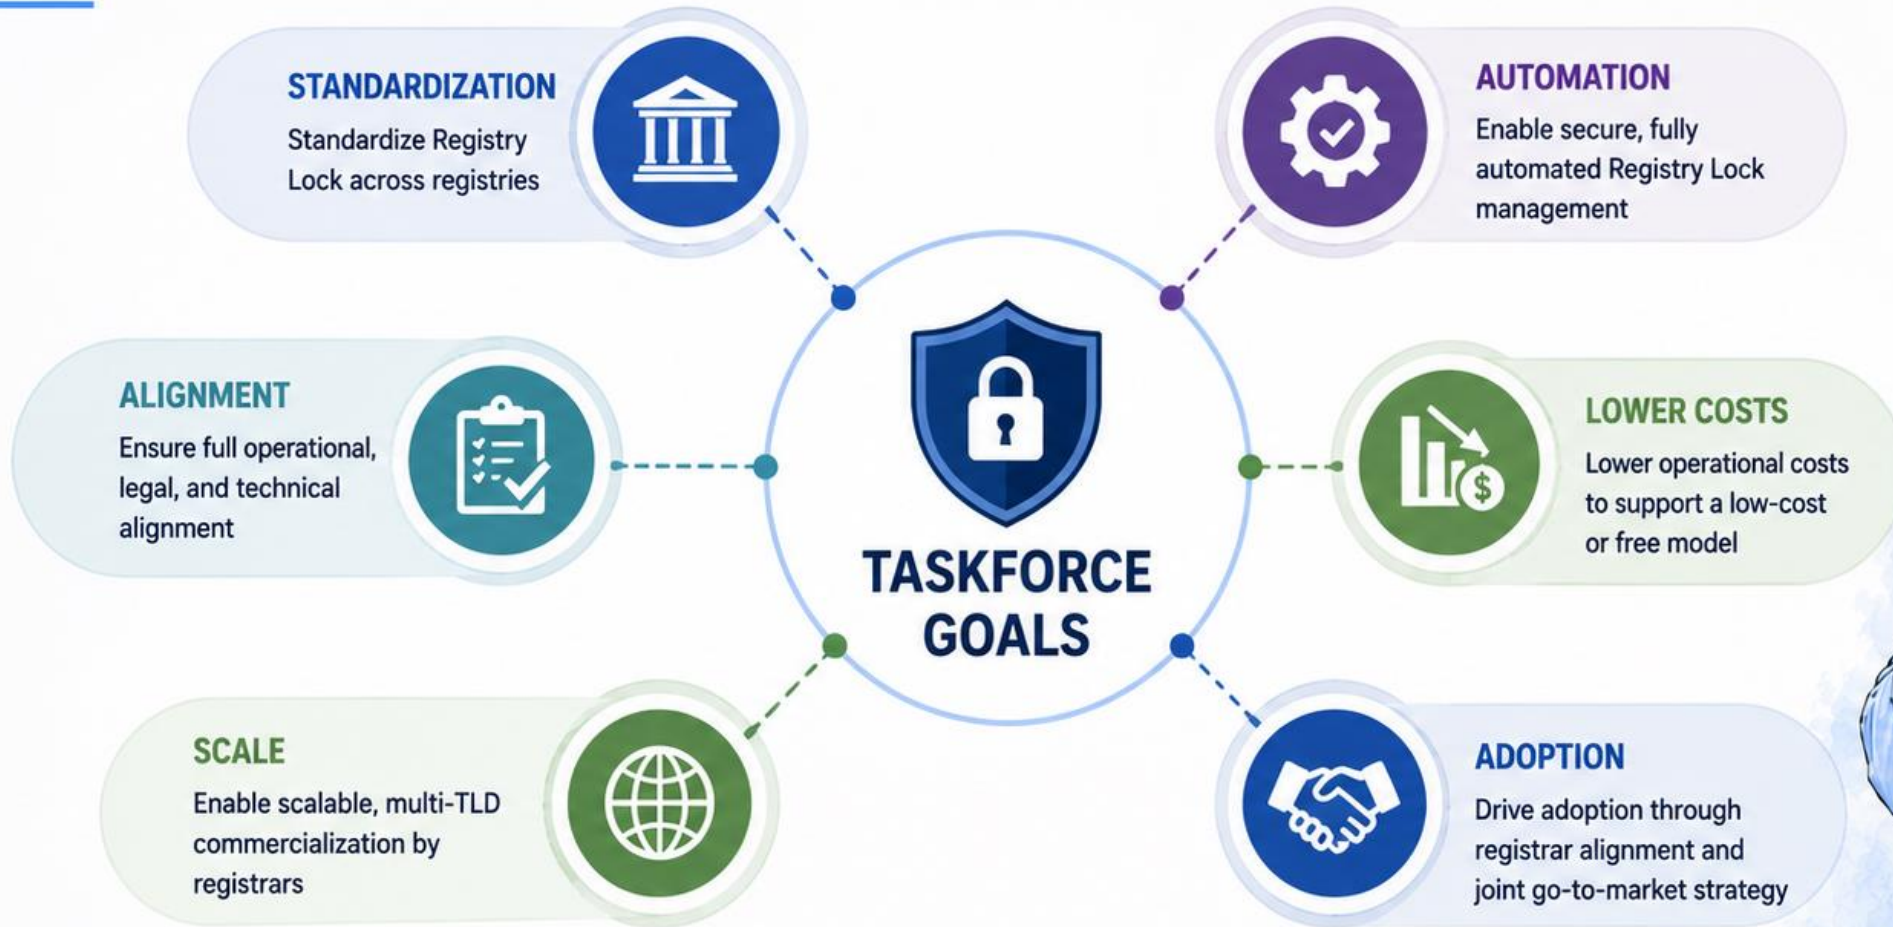 STANDARDIZATION
Standardize Registry
Lock across registries
AUTOMATION
Enable secure, fully
automated Registry Lock
management
ALIGNMENT
Ensure full operational,
legal, and technical
alignment
TASKFORCE
GOALS
LOWER COSTS
Lower operational costs
to support a low-cost
or free model
$
SCALE
Enable scalable, multi-TLD
commercialization by
registrars
ADOPTION
Drive adoption through
registrar alignment and
joint go-to-market strategy